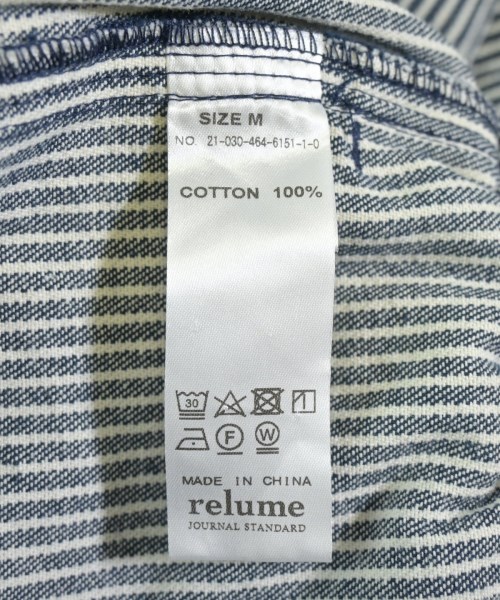 SIZE M
NO. 21-030-464-6151-1-0
COTTON 100%
30
F W
MADE IN CHINA
relume
JOURNAL STANDARD